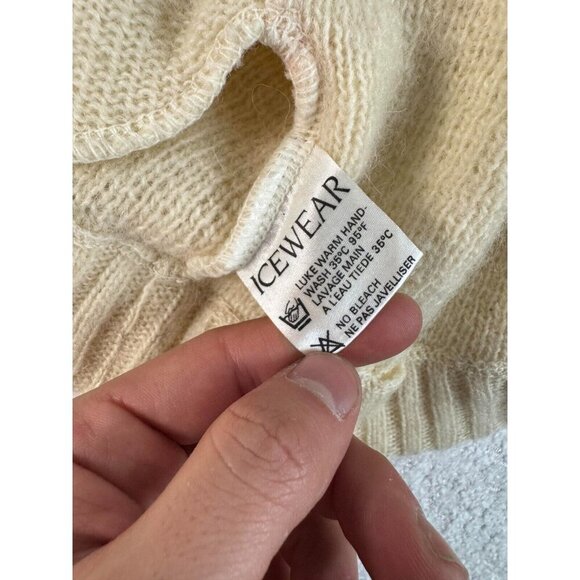 ICEWEAR
LUKE WARM HAND-
WASH 35°C 95°F
LAVAGE MAIN
A L'EAU TIEDE 35°C
NO BLEACH
NE PAS JAVELLISER